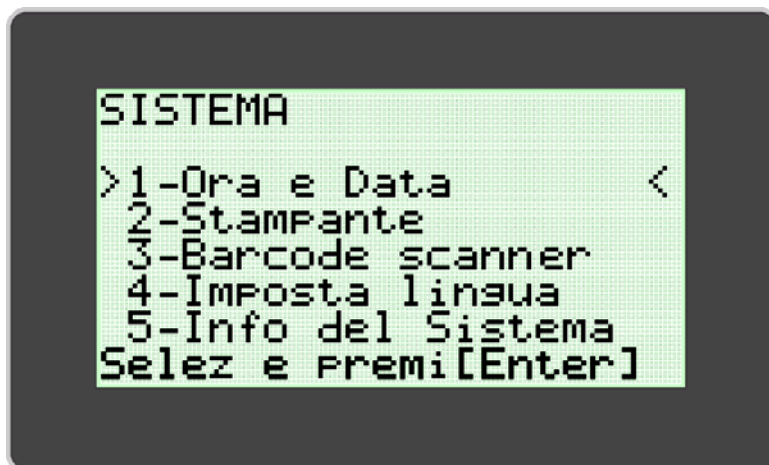 SISTEMA
>1-Ora e Data <
2-Stampante
3-Barcode scanner
4-Imposta lingua
5-Info del Sistema
Selez e premi[Enter]